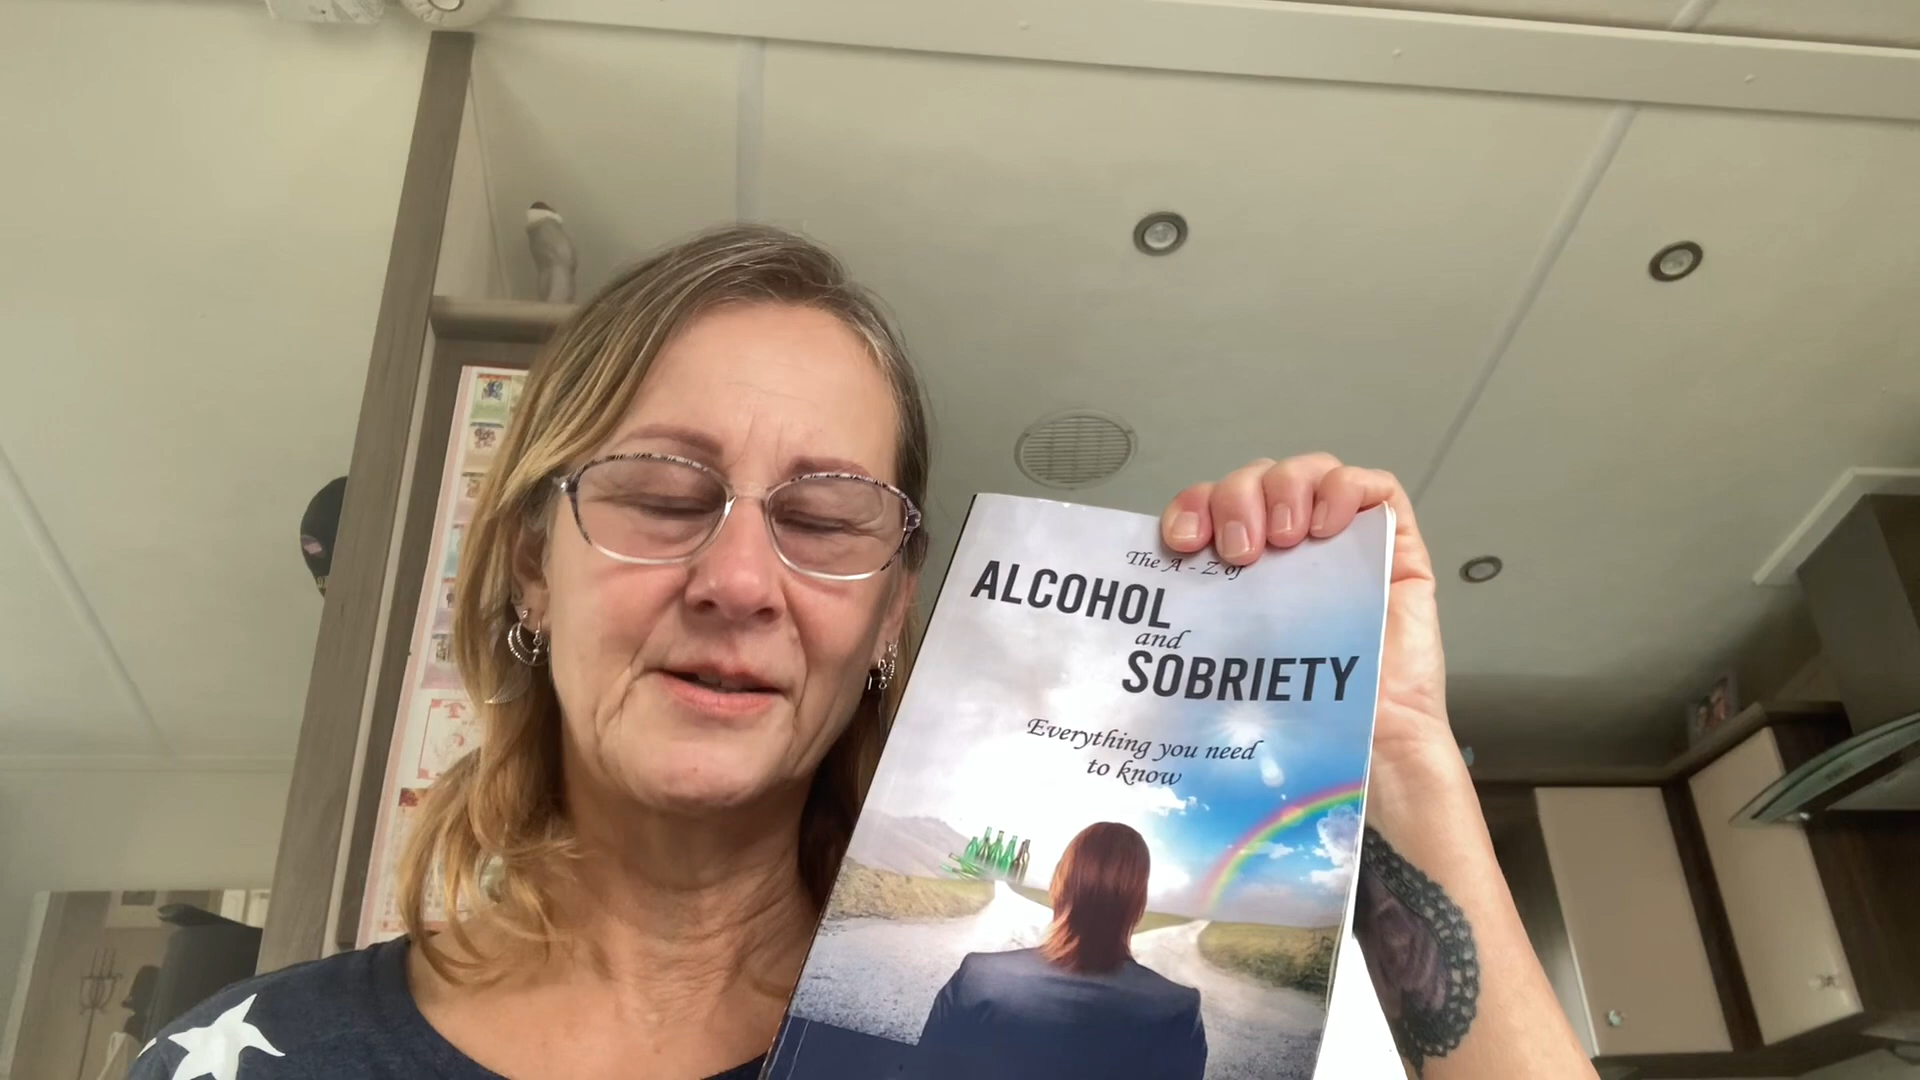 The A - Z of
ALCOHOL
and
SOBRIETY
Everything you need
to know